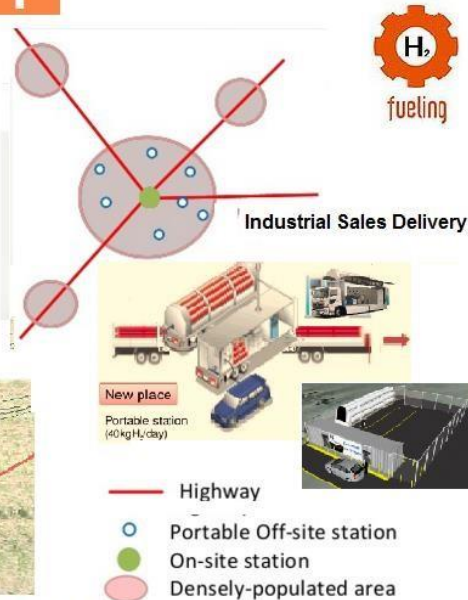 H₂
fueling
Industrial Sales Delivery
New place
Portable station
(40kgH₂/day)
Highway
Portable Off-site station
On-site station
Densely-populated area